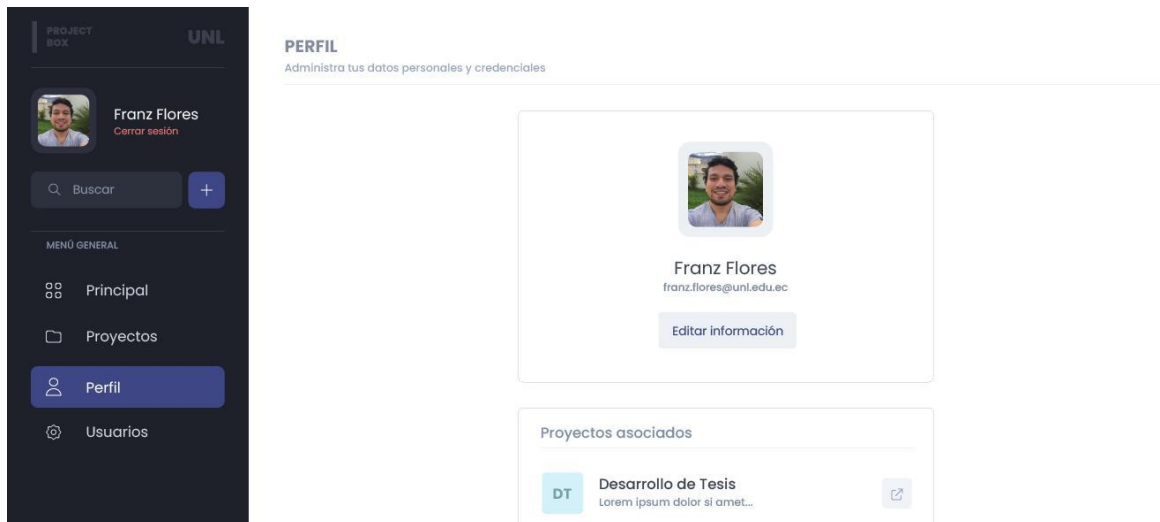 PROJECT
BOX
UNL
Franz Flores
Cerrar sesión
Buscar
+
MENÚ GENERAL
Principal
Proyectos
Perfil
Usuarios
PERFIL
Administra tus datos personales y credenciales
Franz Flores
franz.flores@unl.edu.ec
Editar información
Proyectos asociados
DT
Desarrollo de Tesis
Lorem ipsum dolor si amet...